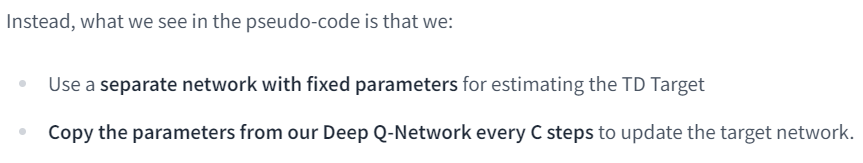 Instead, what we see in the pseudo-code is that we:
Use a separate network with fixed parameters for estimating the TD Target
Copy the parameters from our Deep Q-Network every C steps to update the target network.